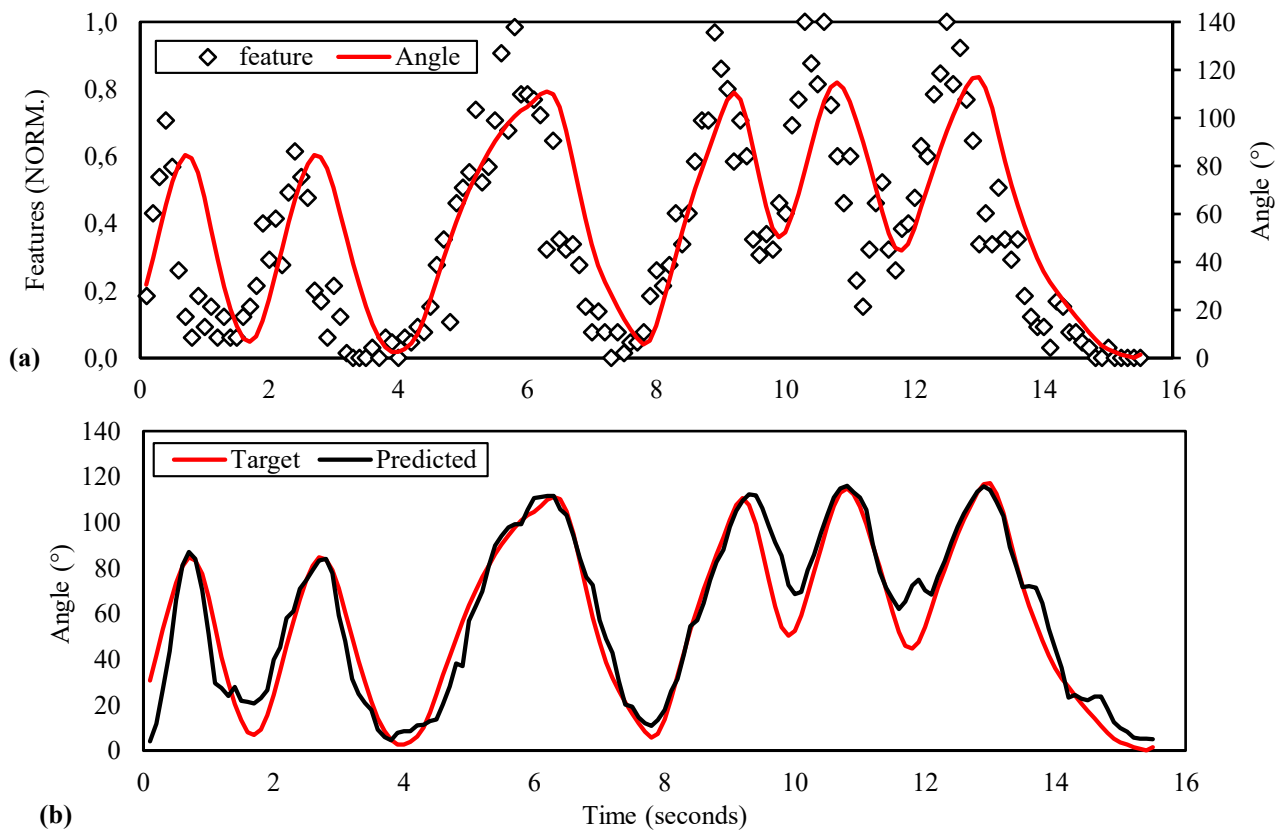 1,0
0,8
0,6
0,4
0,2
0,0
Features (NORM.)
feature
Angle
140
120
100
80
60
40
20
0
Angle (°)
0 2 4 6 8 10 12 14 16
(a)
140
120
100
80
60
40
20
0
Angle (°)
Target
Predicted
0 2 4 6 8 10 12 14 16
Time (seconds)
(b)